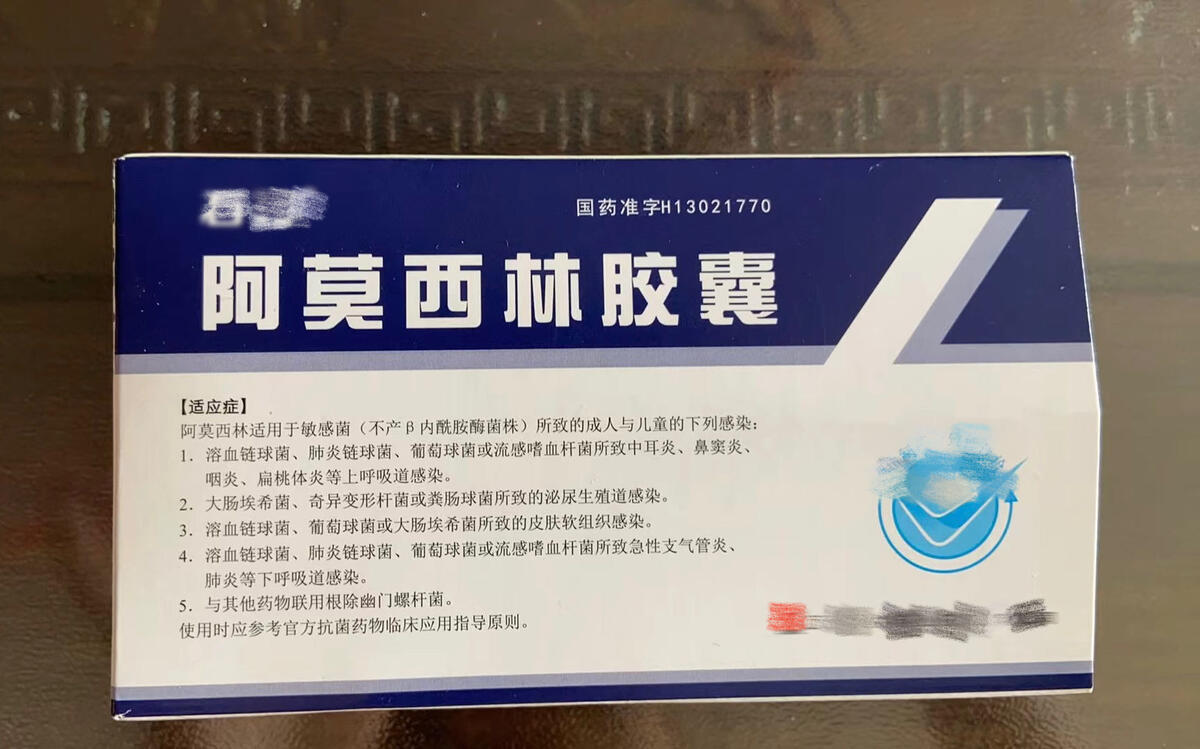 国药准字H13021770
阿莫西林胶囊
【适应症】
阿莫西林适用于敏感菌（不产β内酰胺酶菌株）所致的成人与儿童的下列感染：
1. 溶血链球菌、肺炎链球菌、葡萄球菌或流感嗜血杆菌所致中耳炎、鼻窦炎、
咽炎、扁桃体炎等上呼吸道感染。
2. 大肠埃希菌、奇异变形杆菌或粪肠球菌所致的泌尿生殖道感染。
3. 溶血链球菌、葡萄球菌或大肠埃希菌所致的皮肤软组织感染。
4. 溶血链球菌、肺炎链球菌、葡萄球菌或流感嗜血杆菌所致急性支气管炎、
肺炎等下呼吸道感染。
5. 与其他药物联用根除幽门螺杆菌。
使用时应参考官方抗菌药物临床应用指导原则。